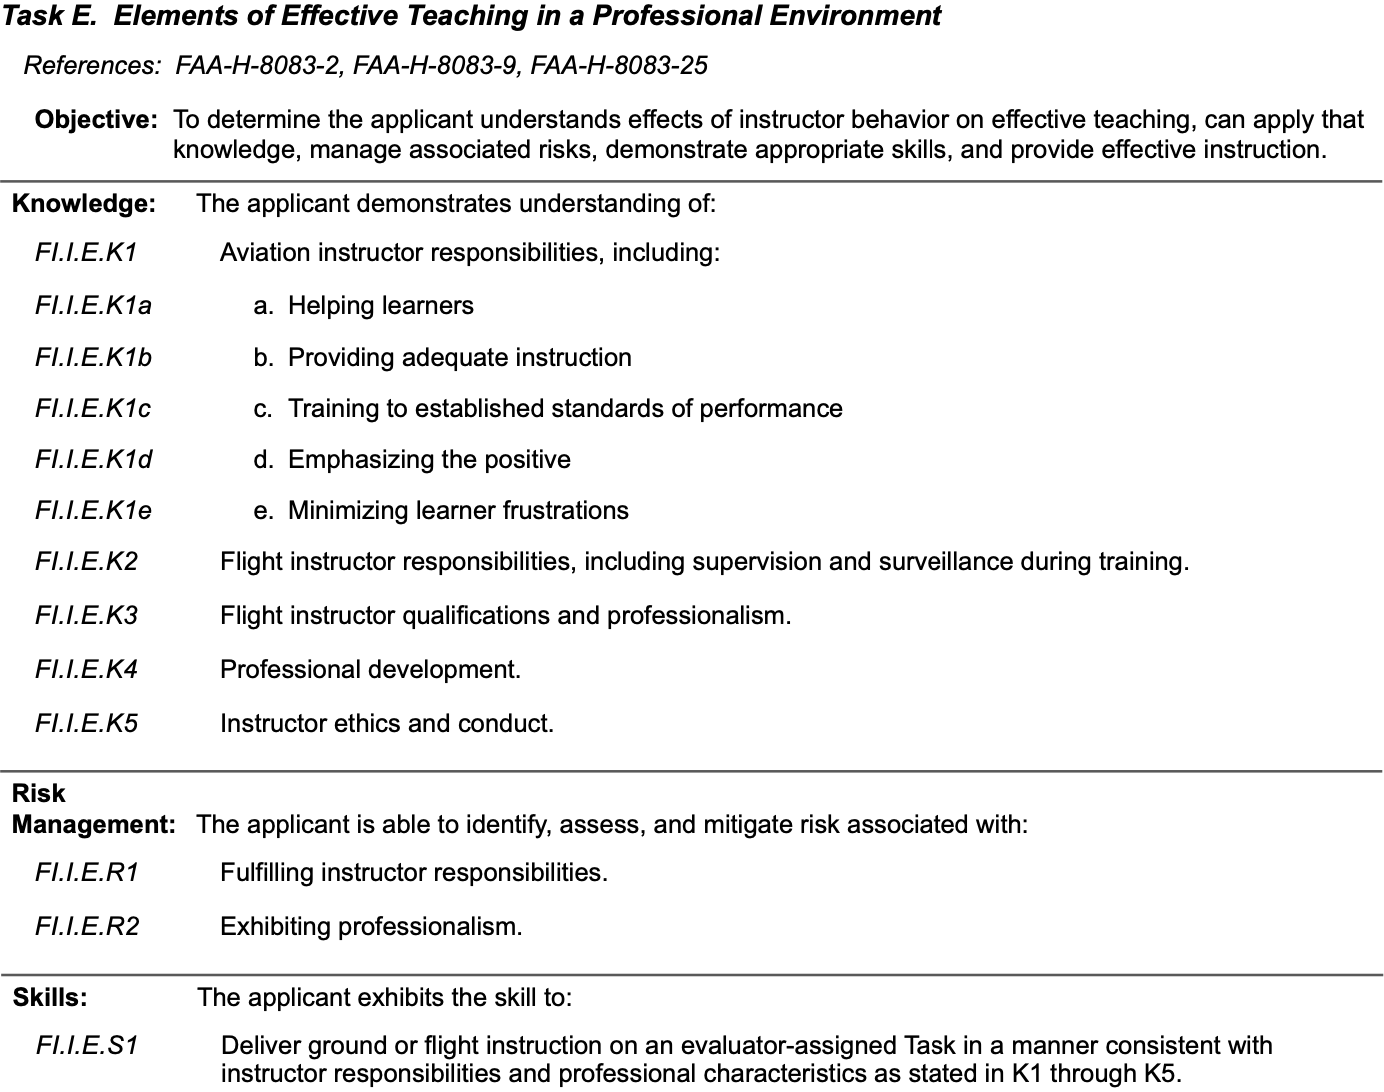 Task E. Elements of Effective Teaching in a Professional Environment
References: FAA-H-8083-2, FAA-H-8083-9, FAA-H-8083-25
Objective: To determine the applicant understands effects of instructor behavior on effective teaching, can apply that
knowledge, manage associated risks, demonstrate appropriate skills, and provide effective instruction.
Knowledge: The applicant demonstrates understanding of:
FI.I.E.K1 Aviation instructor responsibilities, including:
FI.I.E.K1a a. Helping learners
FI.I.E.K1b b. Providing adequate instruction
FI.I.E.K1c c. Training to established standards of performance
FI.I.E.K1d d. Emphasizing the positive
FI.I.E.K1e e. Minimizing learner frustrations
FI.I.E.K2 Flight instructor responsibilities, including supervision and surveillance during training.
FI.I.E.K3 Flight instructor qualifications and professionalism.
FI.I.E.K4 Professional development.
FI.I.E.K5 Instructor ethics and conduct.
Risk
Management: The applicant is able to identify, assess, and mitigate risk associated with:
FI.I.E.R1 Fulfilling instructor responsibilities.
FI.I.E.R2 Exhibiting professionalism.
Skills: The applicant exhibits the skill to:
FI.I.E.S1 Deliver ground or flight instruction on an evaluator-assigned Task in a manner consistent with
instructor responsibilities and professional characteristics as stated in K1 through K5.